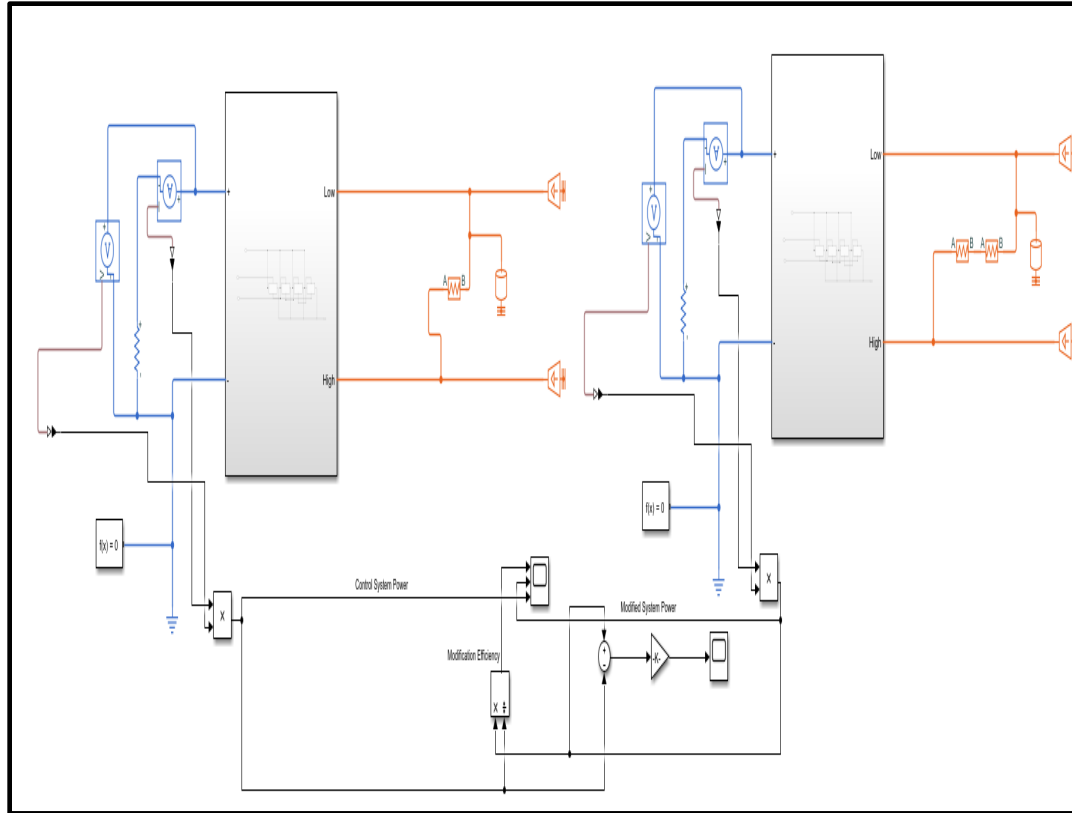 +
-
V
V
+
-
Low
High
A B
f(x) = 0
X
Control System Power
Modification Efficiency
X ÷
+
-
-K-
Modified System Power
+
-
V
V
+
-
Low
High
A B A B
f(x) = 0
X